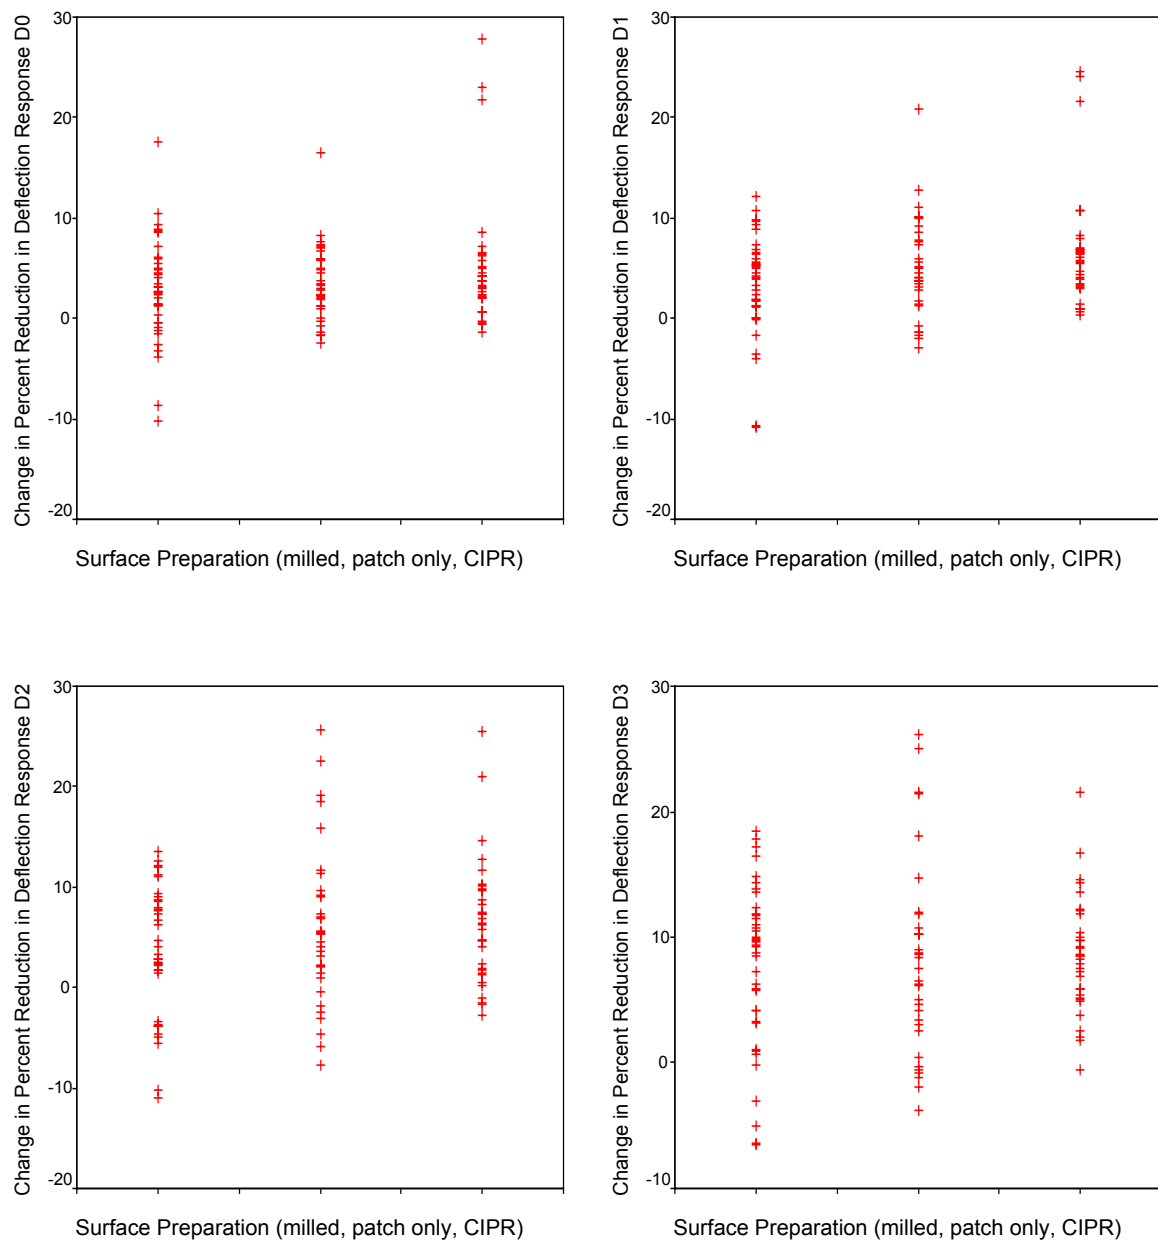 Change in Percent Reduction in Deflection Response D0
30
20
10
0
-10
-20
Surface Preparation (milled, patch only, CIPR)
Change in Percent Reduction in Deflection Response D1
30
20
10
0
-10
-20
Surface Preparation (milled, patch only, CIPR)
Change in Percent Reduction in Deflection Response D2
30
20
10
0
-10
-20
Surface Preparation (milled, patch only, CIPR)
Change in Percent Reduction in Deflection Response D3
30
20
10
0
-10
Surface Preparation (milled, patch only, CIPR)